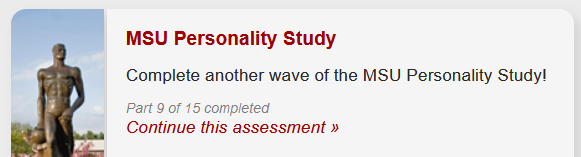 MSU Personality Study
Complete another wave of the MSU Personality Study!
Part 9 of 15 completed
Continue this assessment »